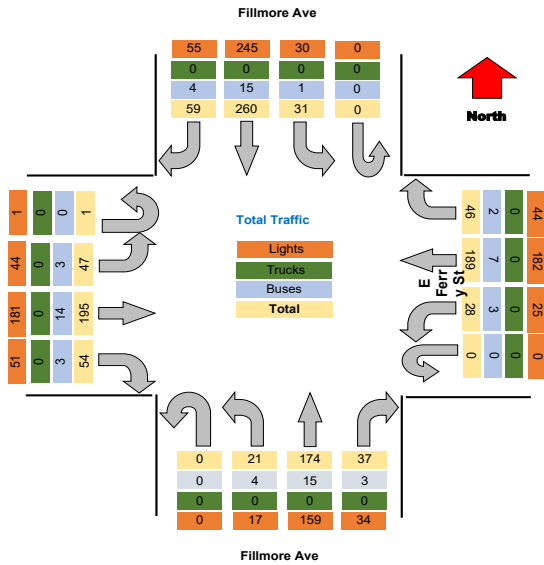 Fillmore Ave
55 245 30 0
0 0 0 0
4 15 1 0
59 260 31 0
North
1 0 0 1
44 0 3 47
181 0 14 195
51 0 3 54
Total Traffic
Lights
Trucks
Buses
Total
46 2 0 44
189 7 0 182
28 3 0 25
0 0 0 0
E
Ferr
y St
0 21 174 37
0 4 15 3
0 0 0 0
0 17 159 34
Fillmore Ave